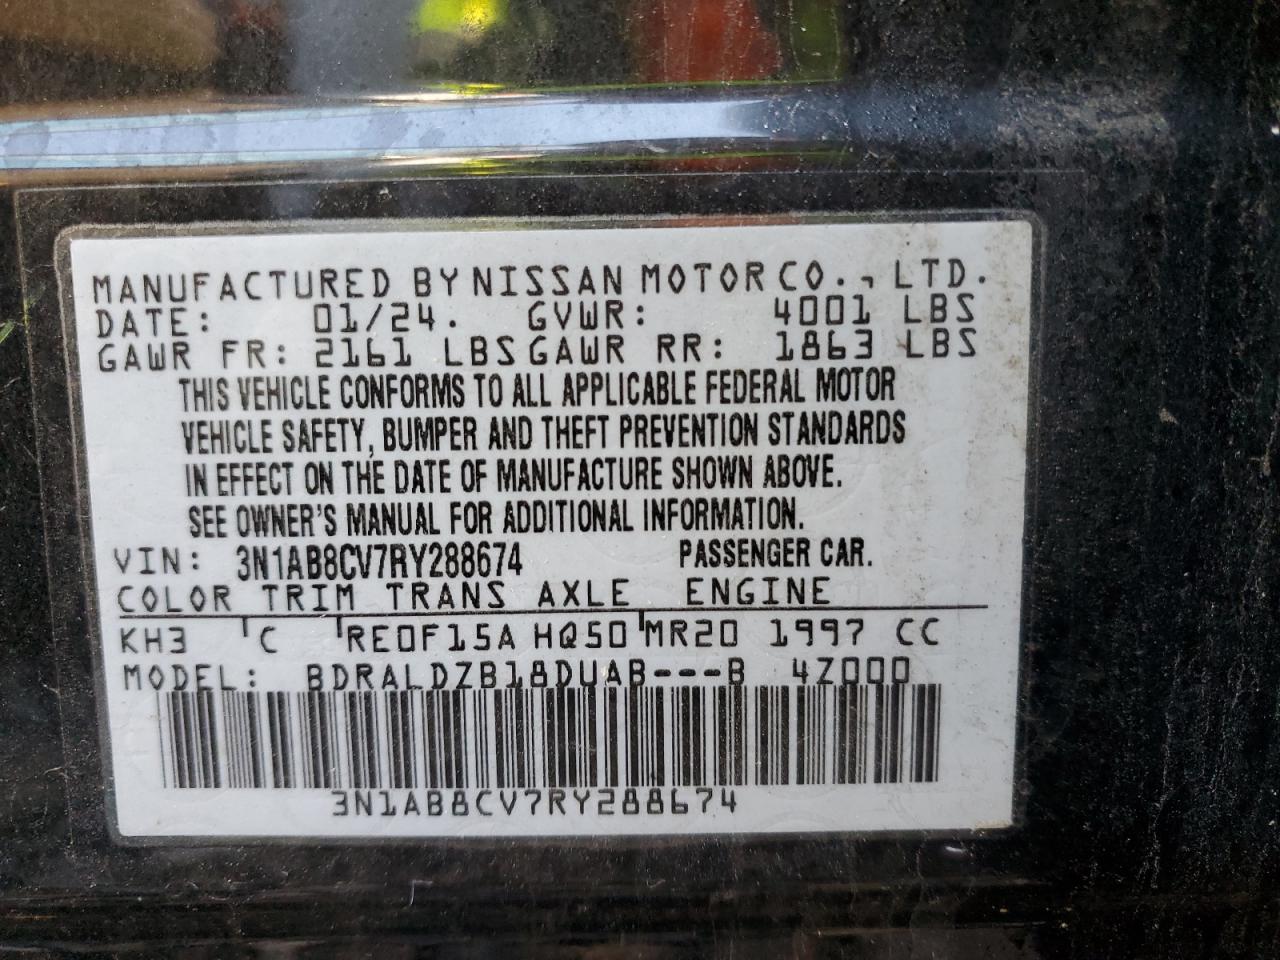 MANUFACTURED BY NISSAN MOTOR CO., LTD.
DATE: 01/24. GVWR: 4001 LBS
GAWR FR: 2161 LBS GAWR RR: 1863 LBS
THIS VEHICLE CONFORMS TO ALL APPLICABLE FEDERAL MOTOR
VEHICLE SAFETY, BUMPER AND THEFT PREVENTION STANDARDS
IN EFFECT ON THE DATE OF MANUFACTURE SHOWN ABOVE.
SEE OWNER'S MANUAL FOR ADDITIONAL INFORMATION.
VIN: 3N1AB8CV7RY288674 PASSENGER CAR.
COLOR TRIM TRANS AXLE ENGINE
KH3 C RE0F15A HQ50 MR20 1997 CC
MODEL: BDRALDZB18DUAB---B 4Z000
3N1AB8CV7RY288674